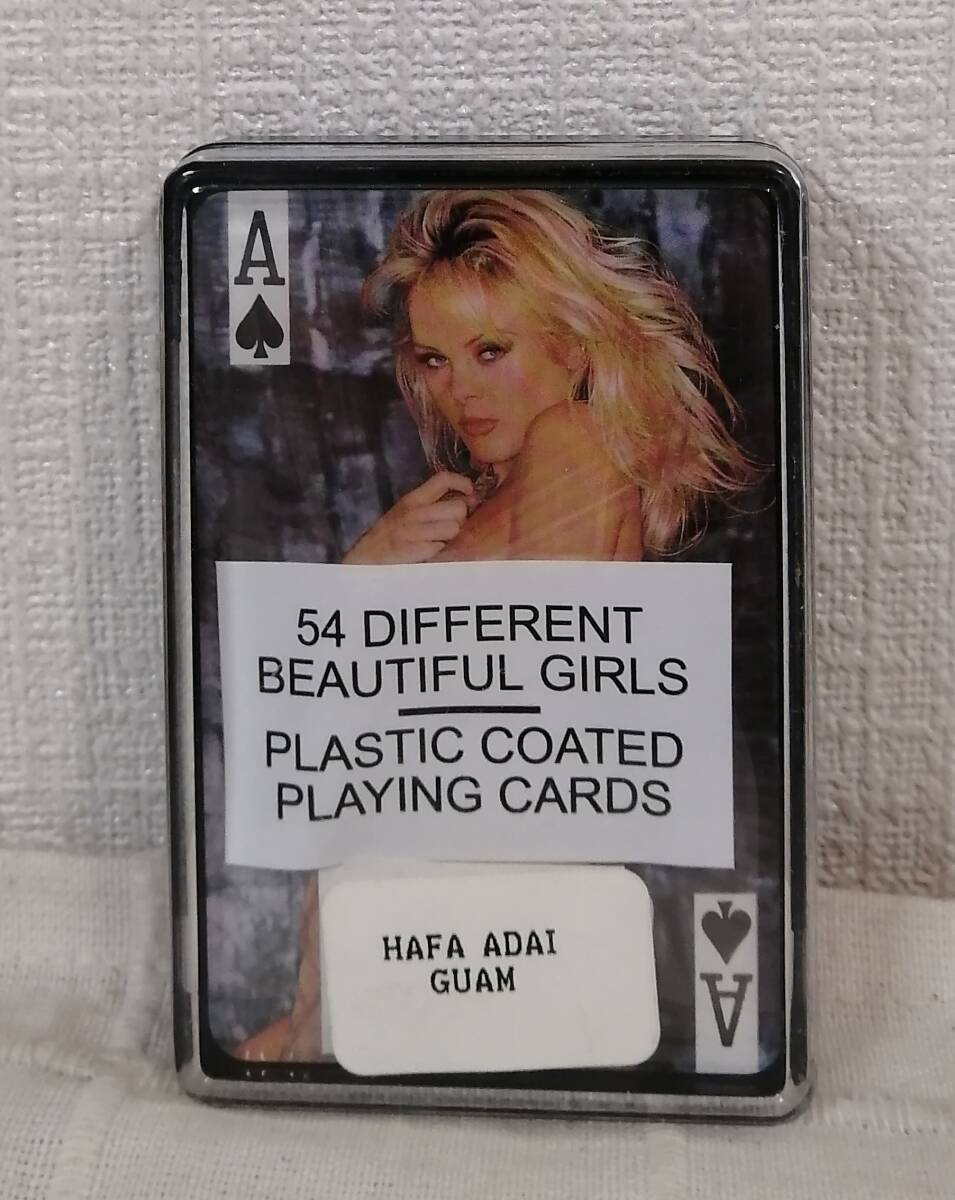 A
54 DIFFERENT
BEAUTIFUL GIRLS
PLASTIC COATED
PLAYING CARDS
HAFA ADAI
GUAM
A